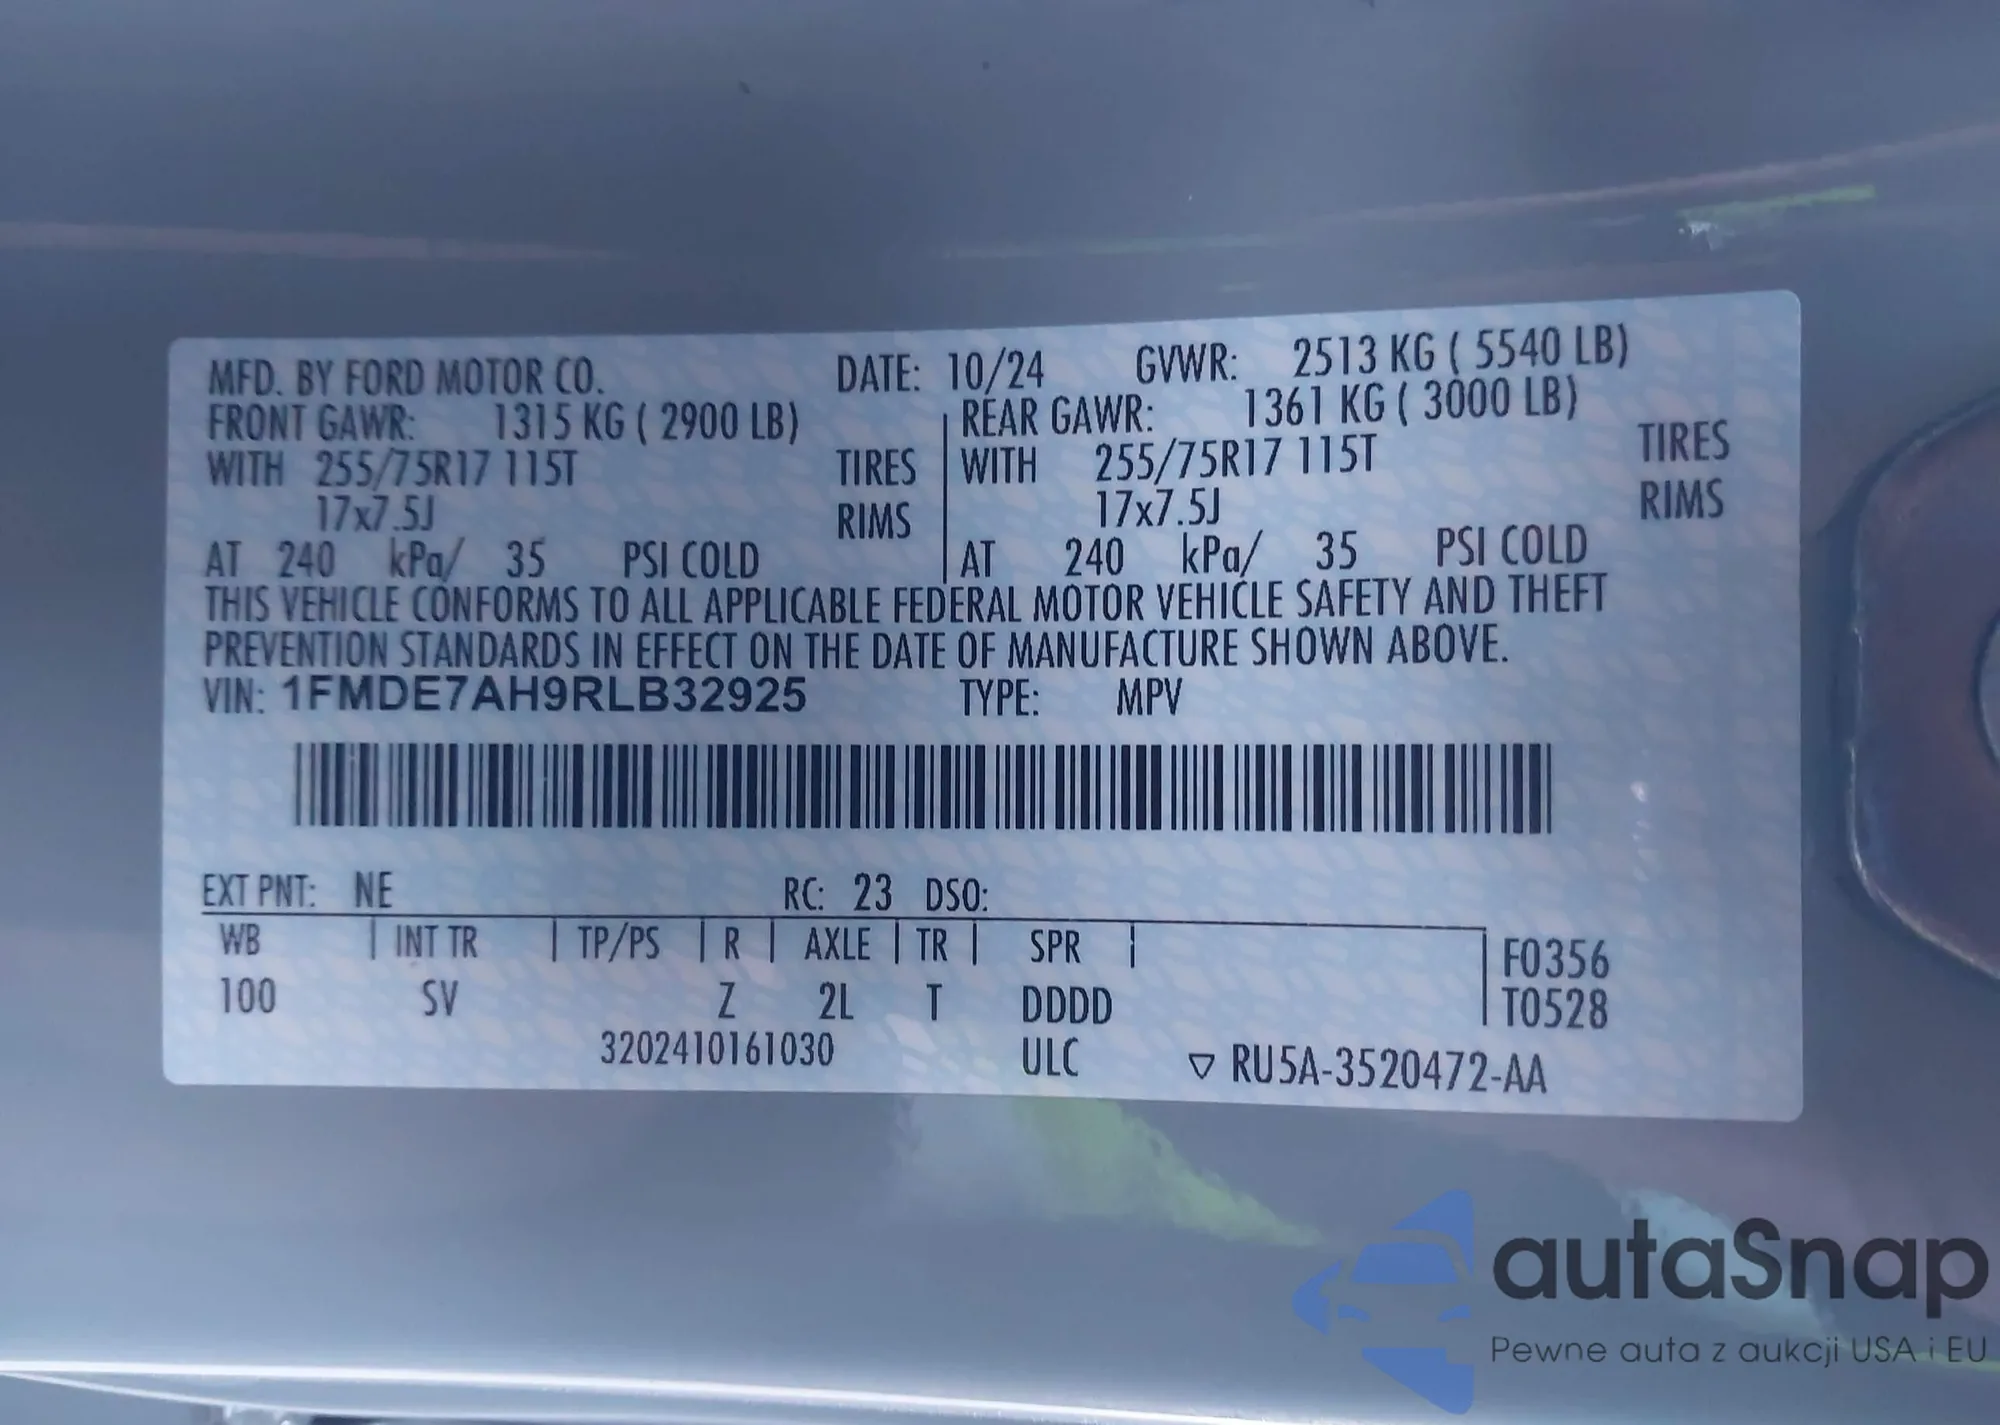 MFD. BY FORD MOTOR CO. DATE: 10/24 GVWR: 2513 KG ( 5540 LB)
FRONT GAWR: 1315 KG ( 2900 LB) REAR GAWR: 1361 KG ( 3000 LB)
WITH 255/75R17 115T TIRES WITH 255/75R17 115T TIRES
17x7.5J RIMS 17x7.5J RIMS
AT 240 kPa/ 35 PSI COLD AT 240 kPa/ 35 PSI COLD
THIS VEHICLE CONFORMS TO ALL APPLICABLE FEDERAL MOTOR VEHICLE SAFETY AND THEFT
PREVENTION STANDARDS IN EFFECT ON THE DATE OF MANUFACTURE SHOWN ABOVE.
VIN: 1FMDE7AH9RLB32925 TYPE: MPV
EXT PNT: NE RC: 23 DSO:
WB INT TR TP/PS R AXLE TR SPR F0356
100 SV Z 2L T DDDD T0528
3202410161030 ULC ▽ RU5A-3520472-AA
autaSnap
Pewne auta z aukcji USA i EU